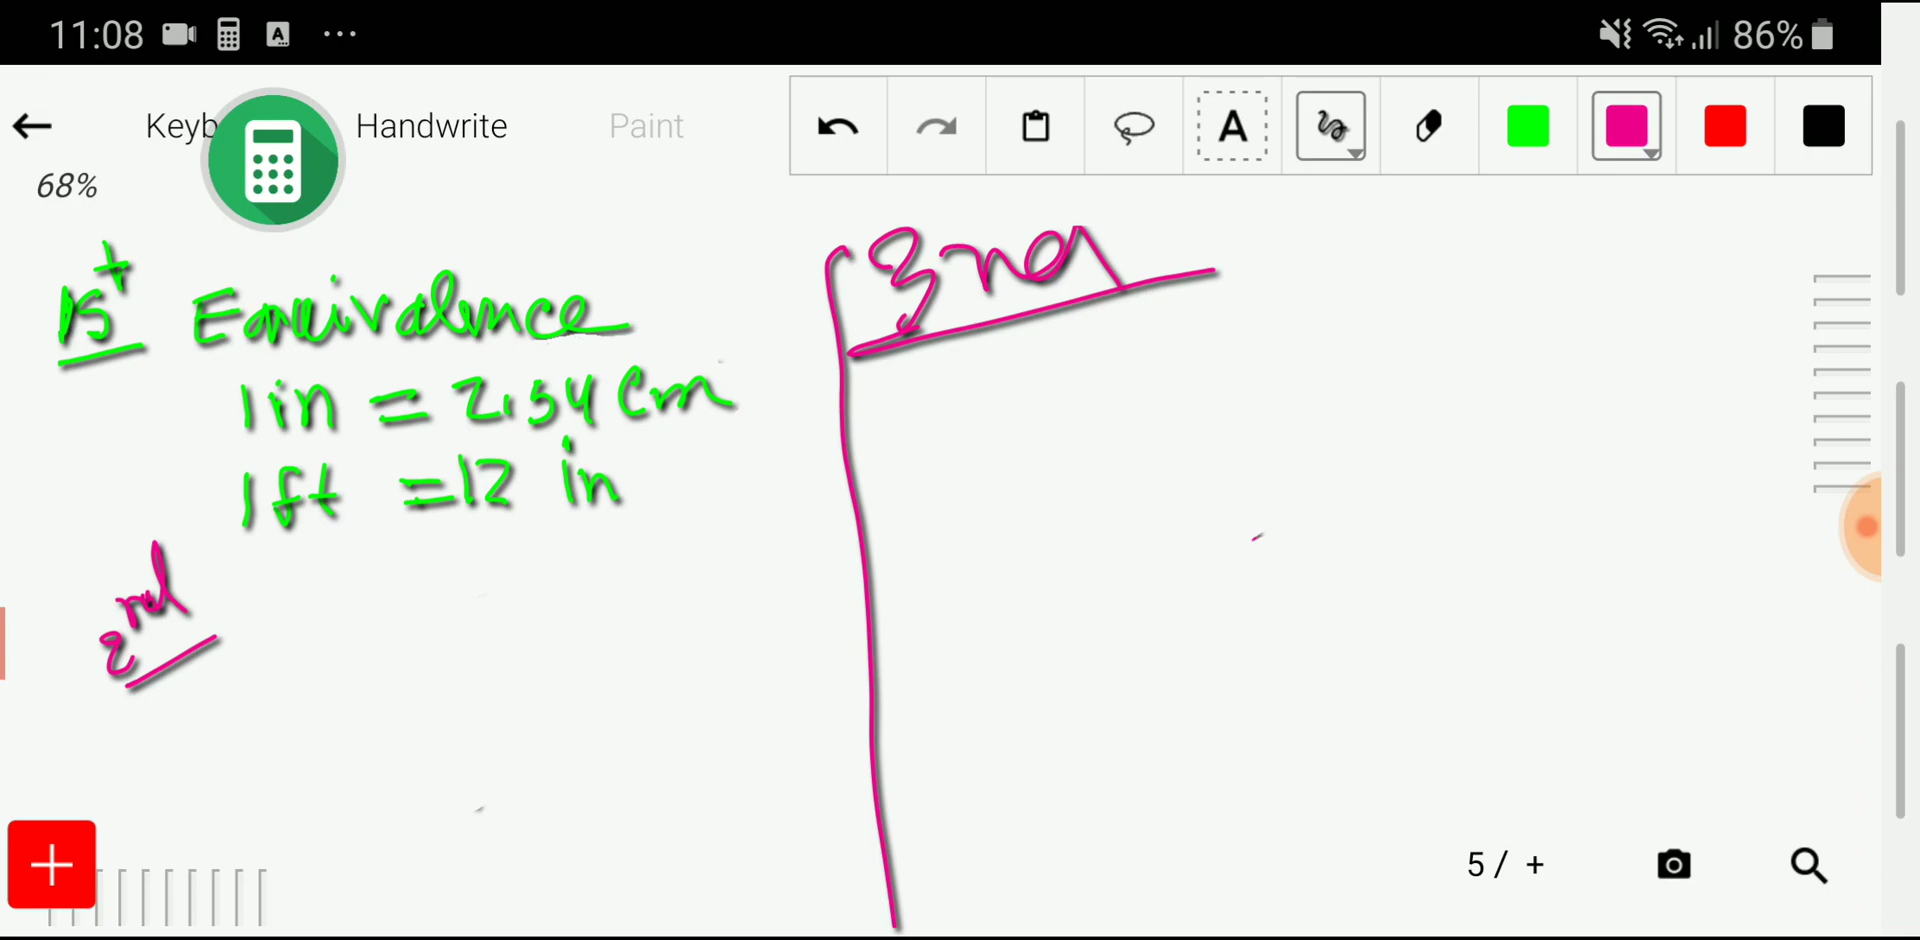 11:08 86%
Keyb Handwrite Paint
A
68%
1st Equivalence
1in = 2.54 cm
1ft = 12 in
2nd
3rd
5/ +